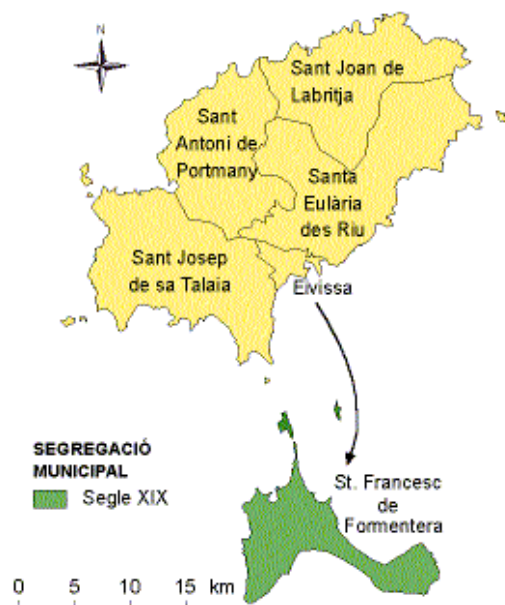 N
Sant Joan de
Labritja
Sant
Antoni de
Portmany
Santa
Eulària
des Riu
Sant Josep
de sa Talaia
Eivissa
SEGREGACIÓ
MUNICIPAL
Segle XIX
St. Francesc
de
Formentera
0 5 10 15 km